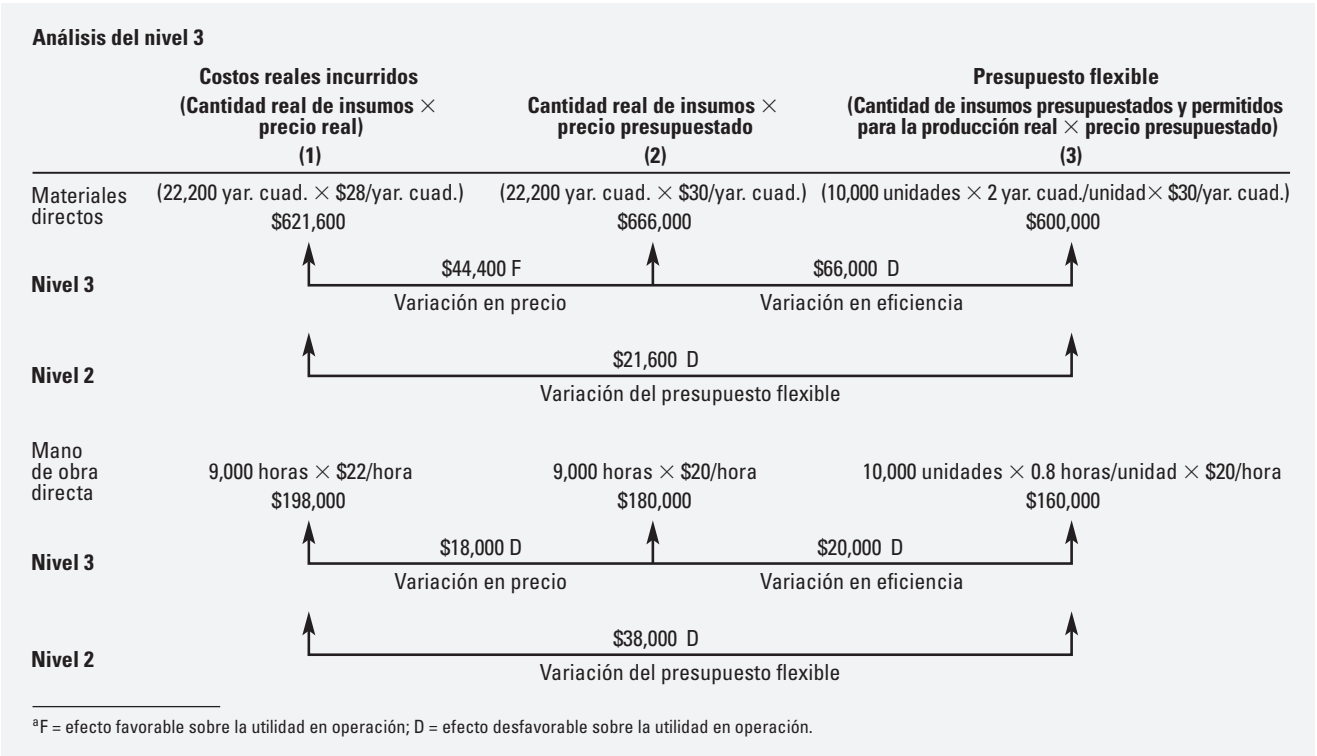 Análisis del nivel 3
Costos reales incurridos
(Cantidad real de insumos ×
precio real)
(1)
Cantidad real de insumos ×
precio presupuestado
(2)
Presupuesto flexible
(Cantidad de insumos presupuestados y permitidos
para la producción real × precio presupuestado)
(3)
Materiales
directos
(22,200 yar. cuad. × $28/yar. cuad.)
$621,600
(22,200 yar. cuad. × $30/yar. cuad.)
$666,000
(10,000 unidades × 2 yar. cuad./unidad× $30/yar. cuad.)
$600,000
Nivel 3
$44,400 F
Variación en precio
$66,000 D
Variación en eficiencia
Nivel 2
$21,600 D
Variación del presupuesto flexible
Mano
de obra
directa
9,000 horas × $22/hora
$198,000
9,000 horas × $20/hora
$180,000
10,000 unidades × 0.8 horas/unidad × $20/hora
$160,000
Nivel 3
$18,000 D
Variación en precio
$20,000 D
Variación en eficiencia
Nivel 2
$38,000 D
Variación del presupuesto flexible
ᵃF = efecto favorable sobre la utilidad en operación; D = efecto desfavorable sobre la utilidad en operación.